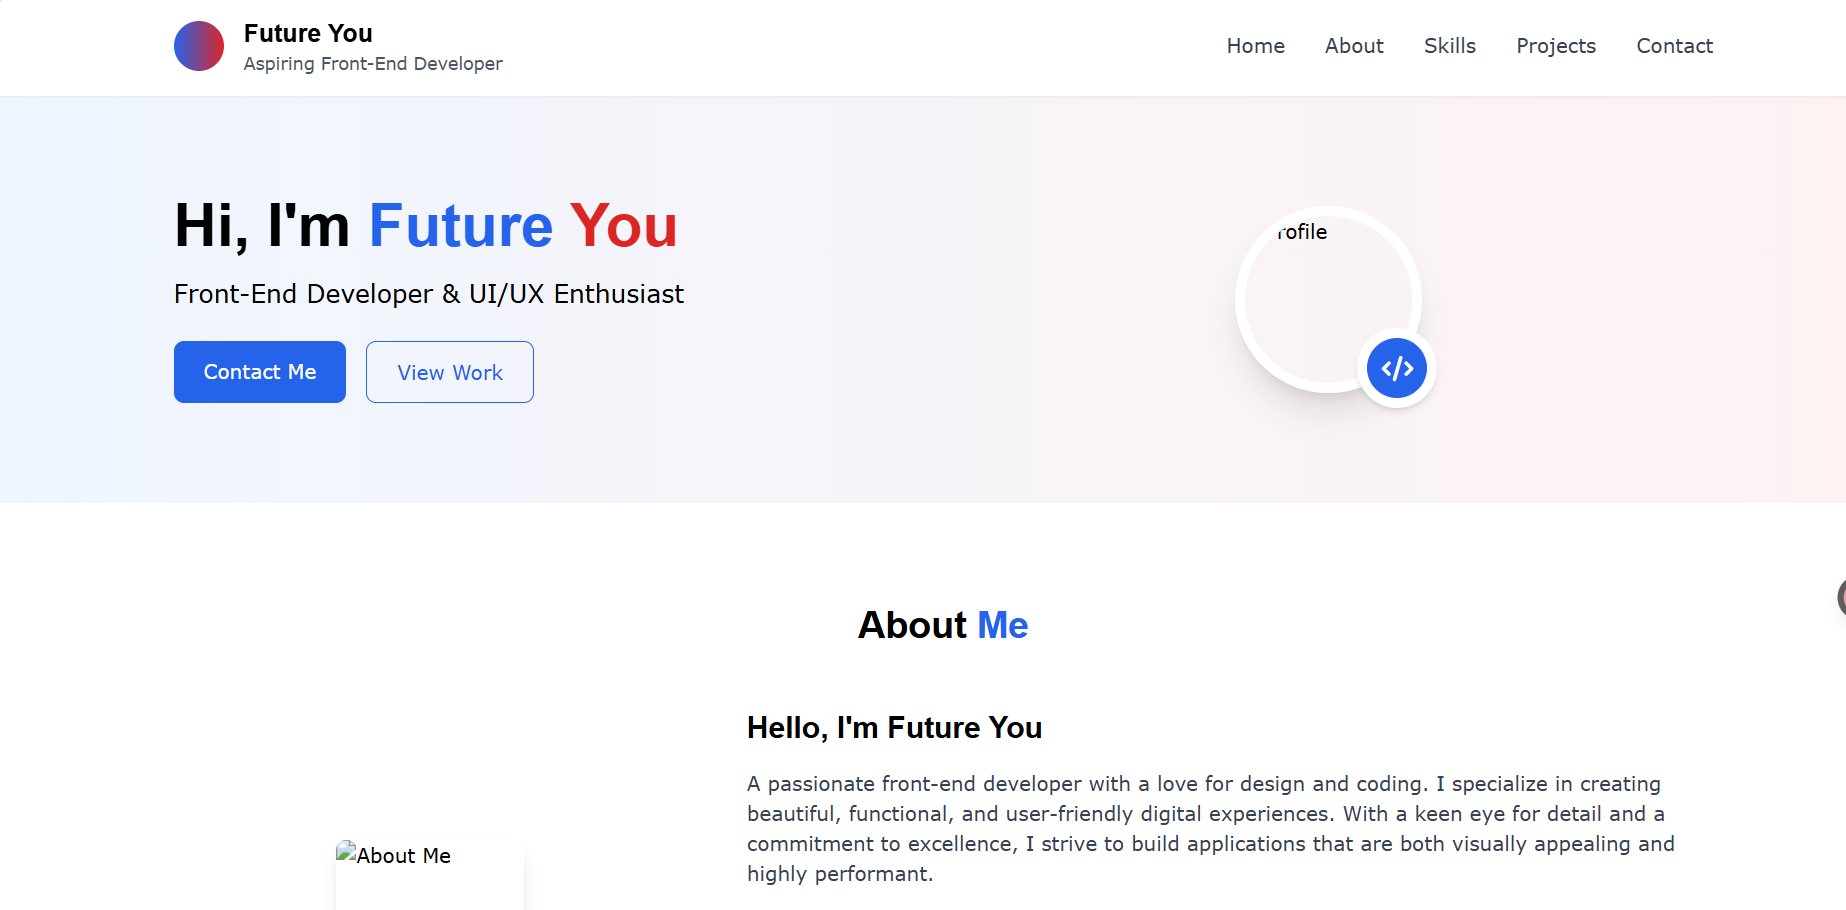 Future You
Aspiring Front-End Developer
Home About Skills Projects Contact
Hi, I'm Future You
Front-End Developer & UI/UX Enthusiast
Contact Me View Work
rofile
</>
About Me
Hello, I'm Future You
A passionate front-end developer with a love for design and coding. I specialize in creating
beautiful, functional, and user-friendly digital experiences. With a keen eye for detail and a
commitment to excellence, I strive to build applications that are both visually appealing and
highly performant.
About Me